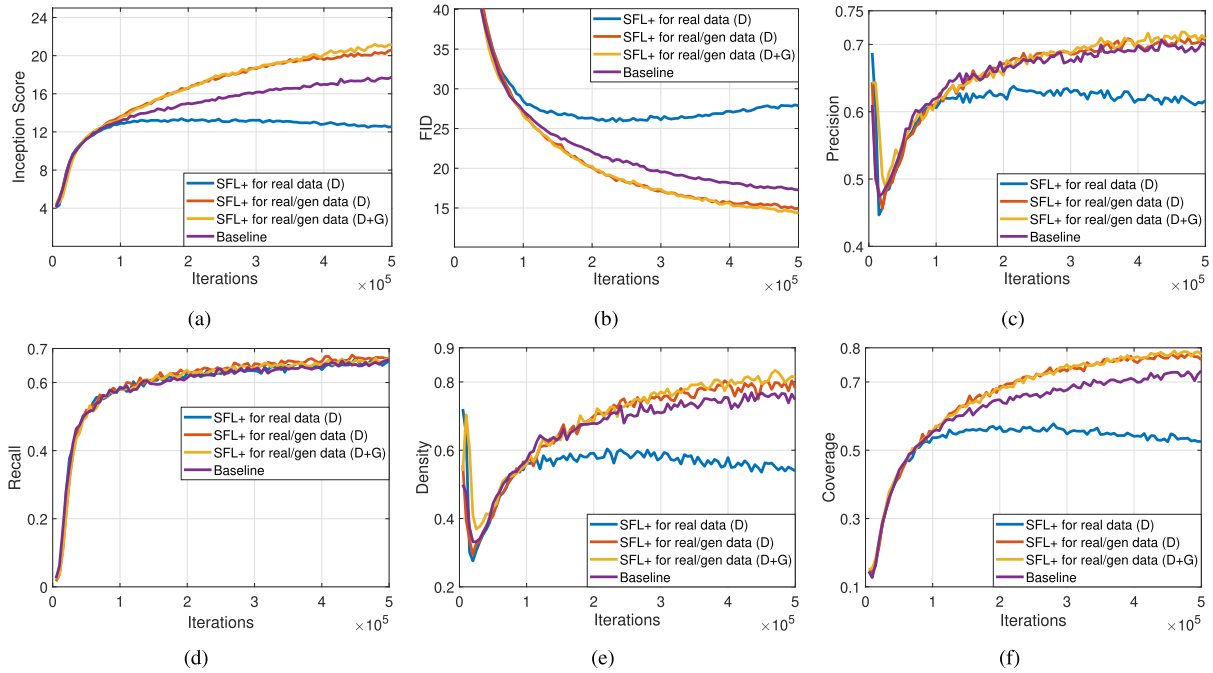 24
20
16
12
8
4
Inception Score
SFL+ for real data (D)
SFL+ for real/gen data (D)
SFL+ for real/gen data (D+G)
Baseline
0 1 2 3 4 5
Iterations
×10^5
(a)
40
35
30
25
20
15
FID
SFL+ for real data (D)
SFL+ for real/gen data (D)
SFL+ for real/gen data (D+G)
Baseline
0 1 2 3 4 5
Iterations
×10^5
(b)
0.75
0.7
0.6
0.5
0.4
Precision
SFL+ for real data (D)
SFL+ for real/gen data (D)
SFL+ for real/gen data (D+G)
Baseline
0 1 2 3 4 5
Iterations
×10^5
(c)
0.7
0.6
0.4
0.2
0
Recall
SFL+ for real data (D)
SFL+ for real/gen data (D)
SFL+ for real/gen data (D+G)
Baseline
0 1 2 3 4 5
Iterations
×10^5
(d)
0.9
0.8
0.6
0.4
0.2
Density
SFL+ for real data (D)
SFL+ for real/gen data (D)
SFL+ for real/gen data (D+G)
Baseline
0 1 2 3 4 5
Iterations
×10^5
(e)
0.8
0.7
0.5
0.3
0.1
Coverage
SFL+ for real data (D)
SFL+ for real/gen data (D)
SFL+ for real/gen data (D+G)
Baseline
0 1 2 3 4 5
Iterations
×10^5
(f)